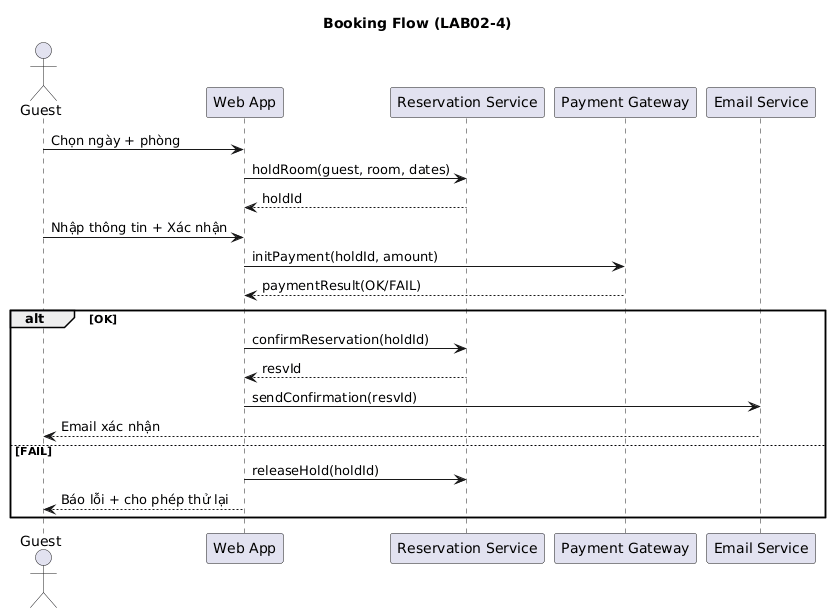 Booking Flow (LAB02-4)
Guest
Web App
Reservation Service
Payment Gateway
Email Service
Chọn ngày + phòng
holdRoom(guest, room, dates)
holdId
Nhập thông tin + Xác nhận
initPayment(holdId, amount)
paymentResult(OK/FAIL)
alt [OK]
confirmReservation(holdId)
resvId
sendConfirmation(resvId)
Email xác nhận
[FAIL]
releaseHold(holdId)
Báo lỗi + cho phép thử lại
Guest
Web App
Reservation Service
Payment Gateway
Email Service